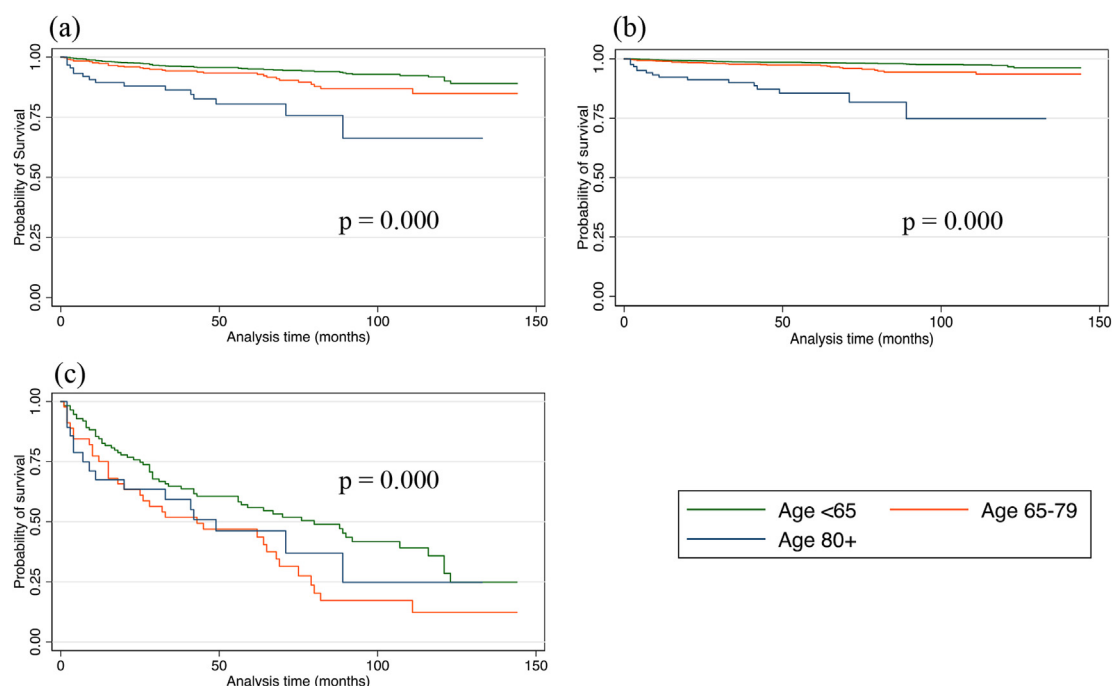 (a)
Probability of Survival
1.00
0.75
0.50
0.25
0.00
0 50 100 150
Analysis time (months)
p = 0.000
(b)
Probability of survival
1.00
0.75
0.50
0.25
0.00
0 50 100 150
Analysis time (months)
p = 0.000
(c)
Probability of survival
1.00
0.75
0.50
0.25
0.00
0 50 100 150
Analysis time (months)
p = 0.000
Age <65 Age 65-79
Age 80+